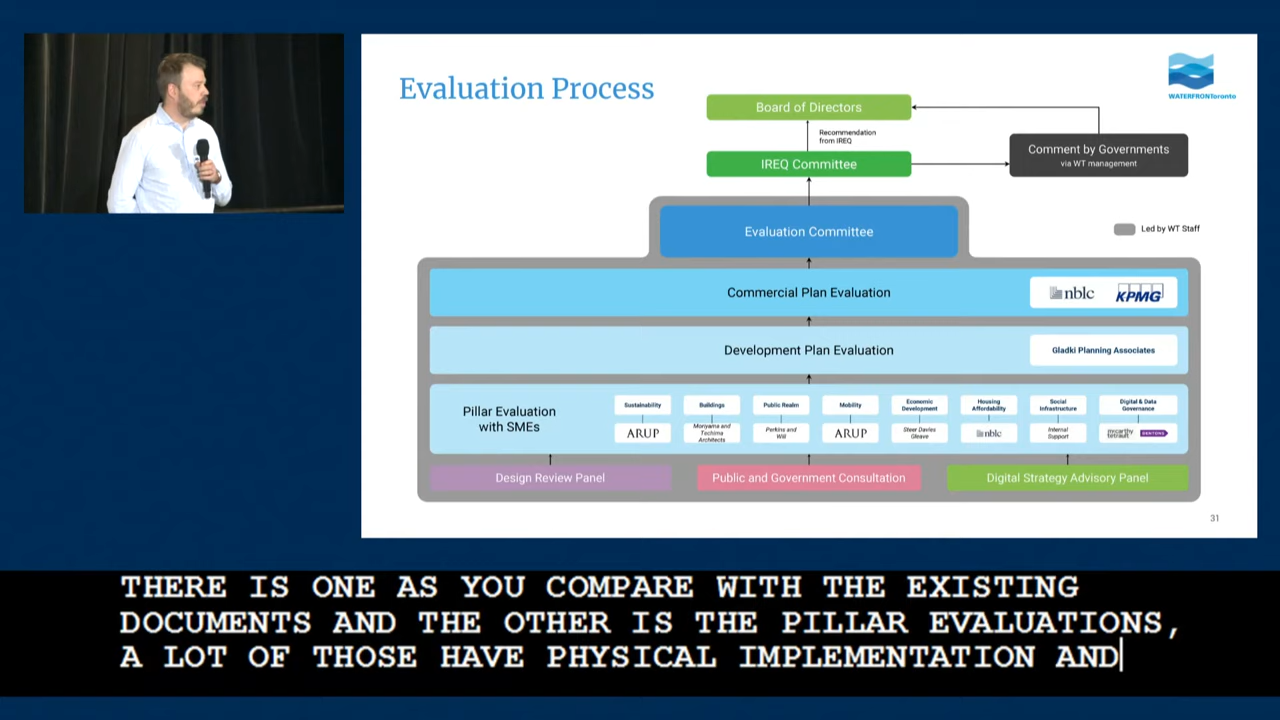 Evaluation Process
WATERFRONToronto
Board of Directors
Recommendation
from IREQ
IREQ Committee
Comment by Governments
via WT management
Evaluation Committee
Led by WT Staff
Commercial Plan Evaluation
nblc
KPMG
Development Plan Evaluation
Gladki Planning Associates
Pillar Evaluation
with SMEs
Sustainability
Buildings
Public Realm
Mobility
Economic
Development
Housing
Affordability
Social
Infrastructure
Digital & Data
Governance
ARUP
Moriyama and
Teshima
Architects
Perkins and
Will
ARUP
Steer Davies
Gleave
nblc
Internal
Support
mccarthy
tetrault
DENTONS
Design Review Panel
Public and Government Consultation
Digital Strategy Advisory Panel
31
THERE IS ONE AS YOU COMPARE WITH THE EXISTING
DOCUMENTS AND THE OTHER IS THE PILLAR EVALUATIONS,
A LOT OF THOSE HAVE PHYSICAL IMPLEMENTATION AND